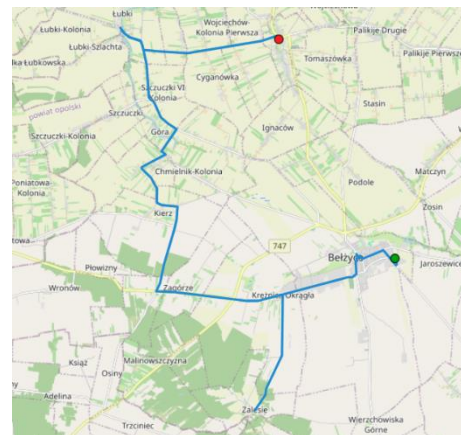 Łubki
Wojciechów-
Kolonia Pierwsza
Palikije Drugie
Łubki-Kolonia
Łubki-Szlachta
Tomaszówka
Palikije Pierwsze
Cyganówka
Szczuczki VI
Kolonia
Stasin
powiat opolski
Szczuczki
Szczuczki-Kolonia
Góra
Ignaców
Chmielnik-Kolonia
Matczyn
Poniatowa-
Kolonia
Podole
Zosin
Kierz
747
Bełżyce
Jaroszewice
Płowizny
Wronów
Zagórze
Krężnica Okrągła
Malinowszczyzna
Książ
Osiny
Adelina
Zalesie
Trzciniec
Wierzchowiska
Górne